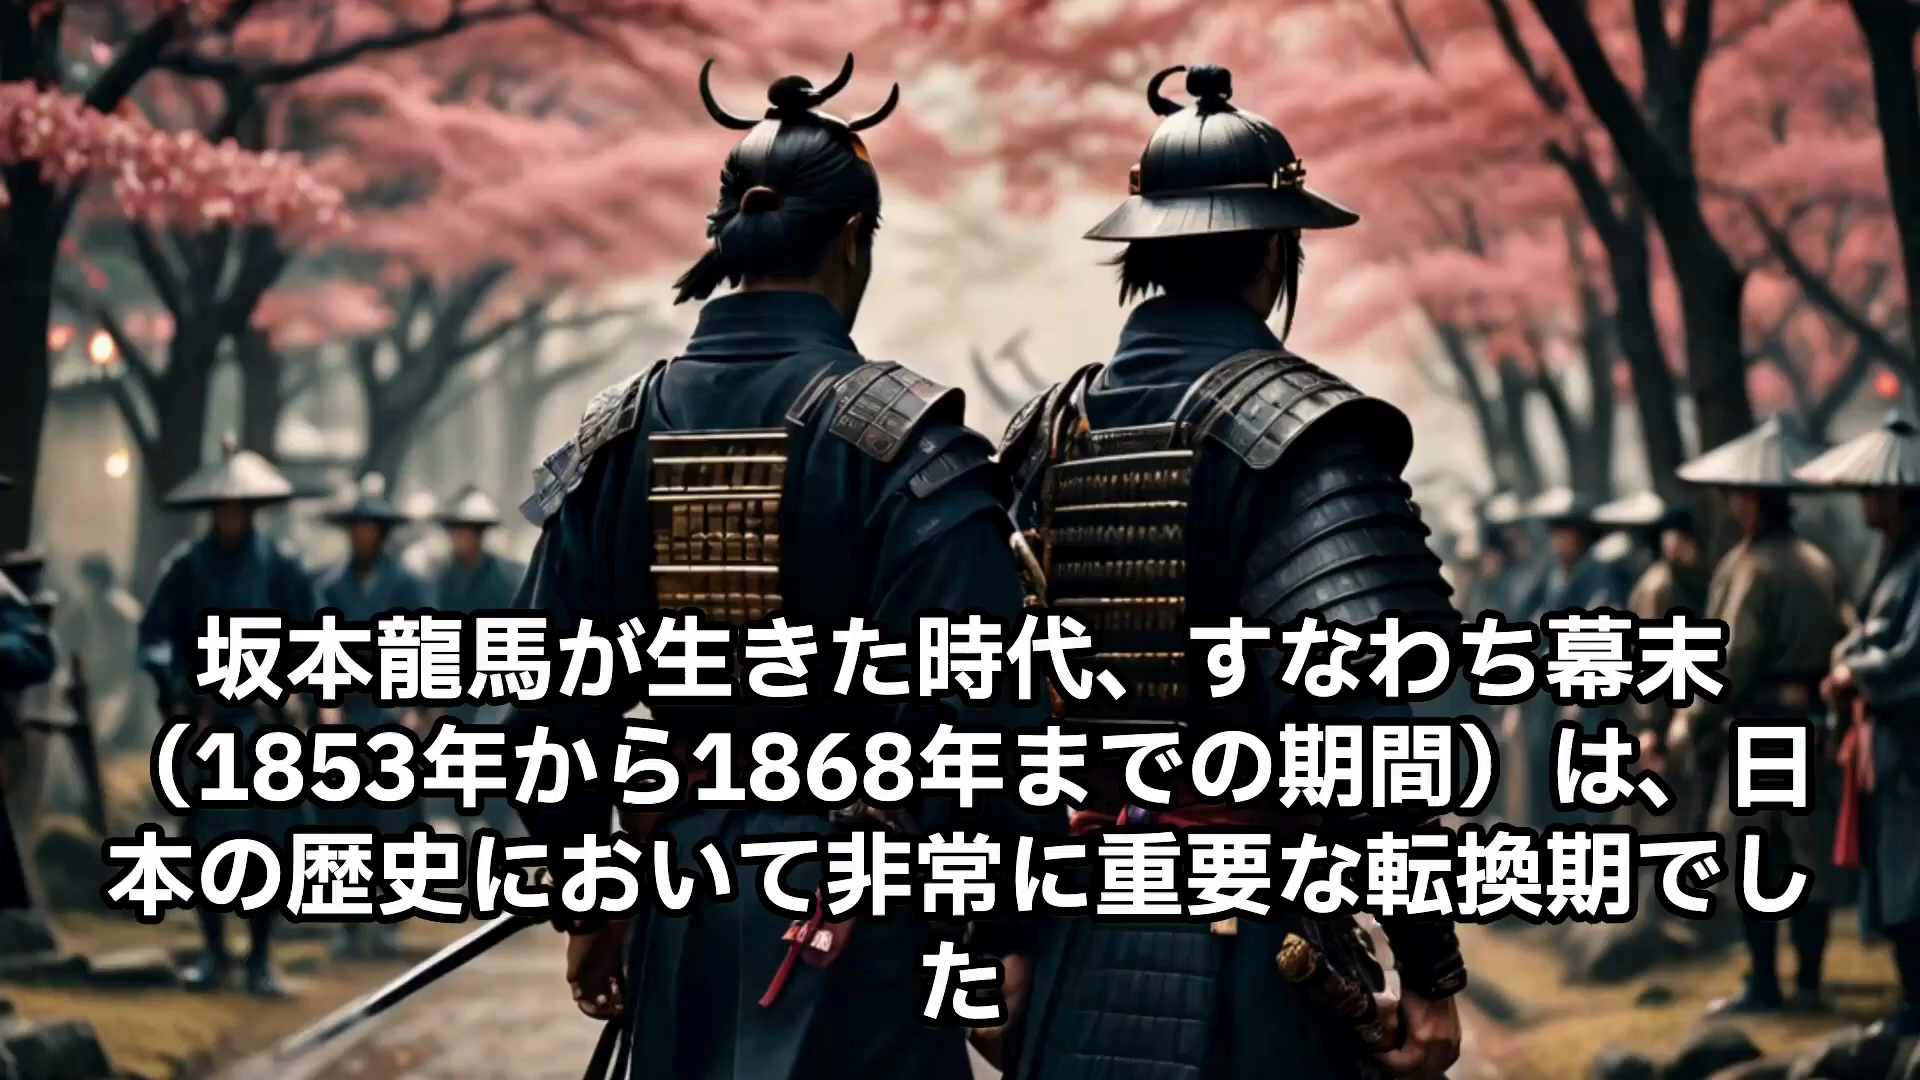 坂本龍馬が生きた時代、すなわち幕末
（1853年から1868年までの期間）は、日
本の歴史において非常に重要な転換期でし
た